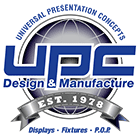 UNIVERSAL PRESENTATION CONCEPTS
UPC
Design & Manufacture
EST. 1978
Displays - Fixtures - P.O.P.